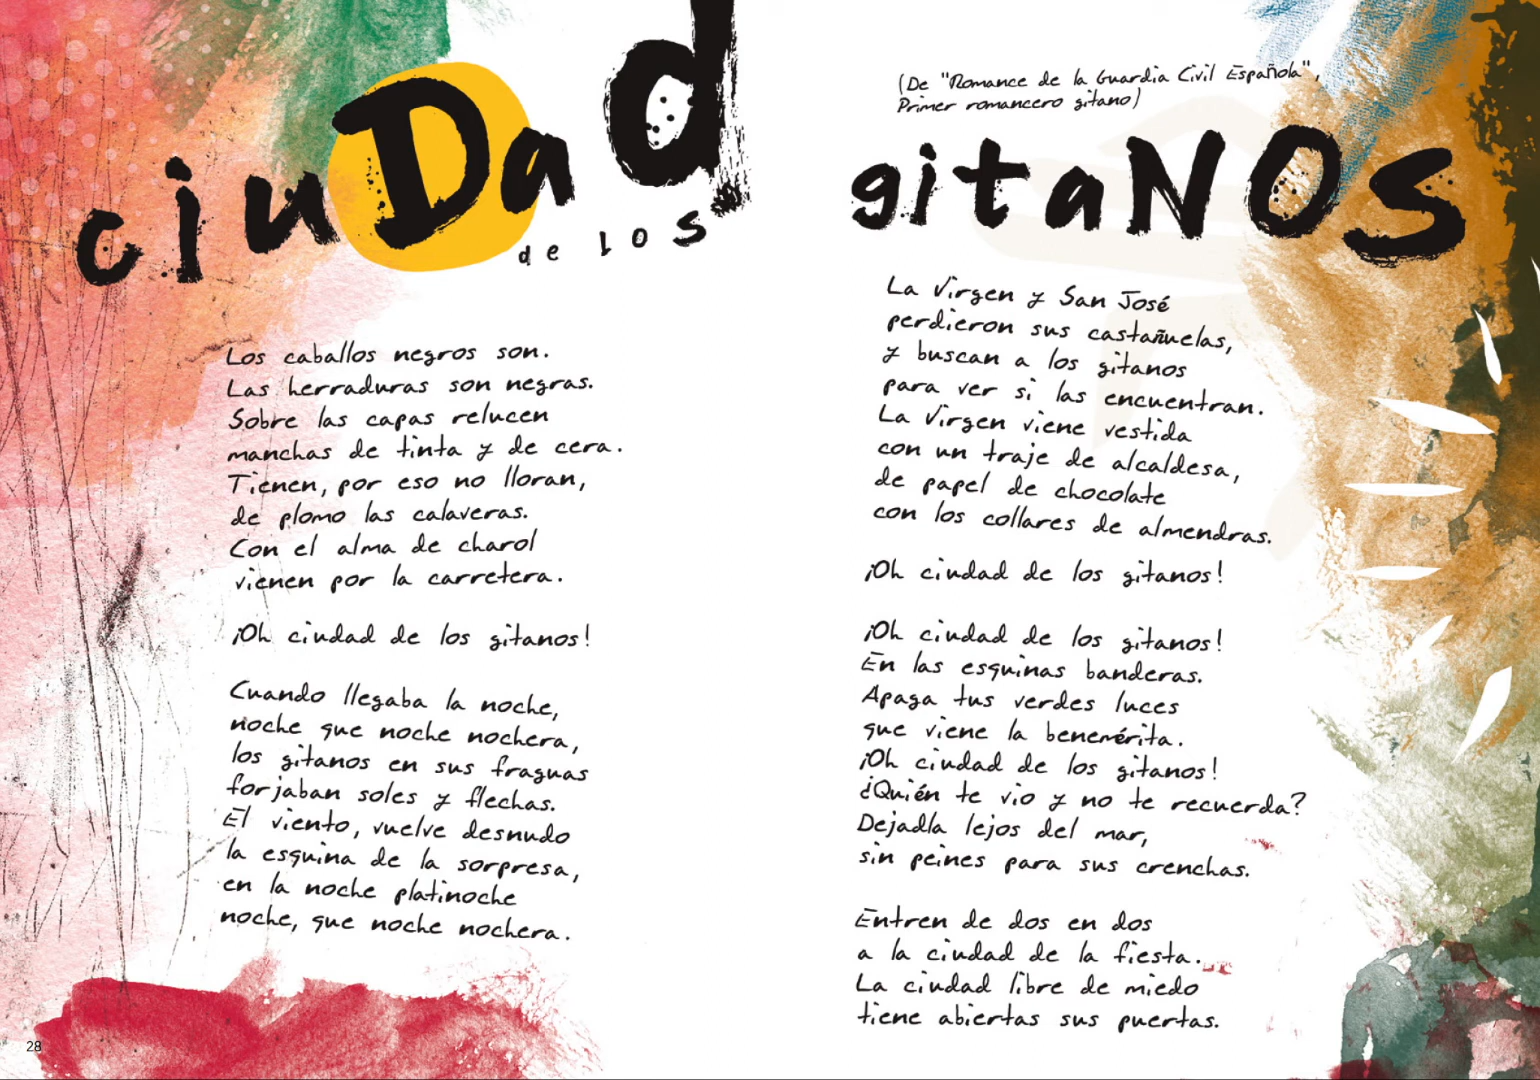 ciuDad
de los
Los caballos negros son.
Las herraduras son negras.
Sobre las capas relucen
manchas de tinta y de cera.
Tienen, por eso no lloran,
de plomo las calaveras.
Con el alma de charol
vienen por la carretera.
¡Oh ciudad de los gitanos!
Cuando llegaba la noche,
noche que noche nochera,
los gitanos en sus fraguas
forjaban soles y flechas.
El viento, vuelve desnudo
la esquina de la sorpresa,
en la noche platinoche
noche, que noche nochera.
28
(De "Romance de la Guardia Civil Española",
Primer romancero gitano)
gitaNOS
La Virgen y San José
perdieron sus castañuelas,
y buscan a los gitanos
para ver si las encuentran.
La Virgen viene vestida
con un traje de alcaldesa,
de papel de chocolate
con los collares de almendras.
¡Oh ciudad de los gitanos!
¡Oh ciudad de los gitanos!
En las esquinas banderas.
Apaga tus verdes luces
que viene la benemérita.
¡Oh ciudad de los gitanos!
¿Quién te vio y no te recuerda?
Dejadla lejos del mar,
sin peines para sus crenchas.
Entren de dos en dos
a la ciudad de la fiesta.
La ciudad libre de miedo
tiene abiertas sus puertas.